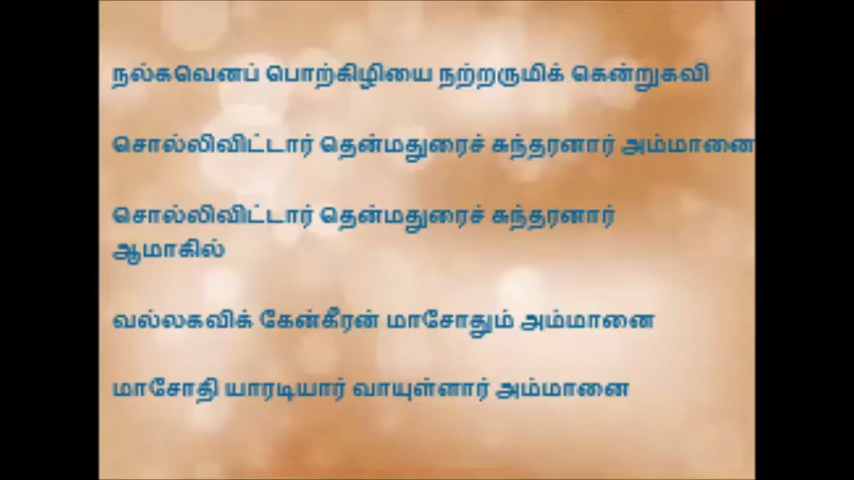 நல்கவெனப் பொற்கிழியை நற்றருமிக் கென்றுகவி
சொல்லிவிட்டார் தென்மதுரைச் சுந்தரனார் அம்மானை
சொல்லிவிட்டார் தென்மதுரைச் சுந்தரனார்
ஆமாகில்
வல்லகவிக் கேன்கீரன் மாசோதும் அம்மானை
மாசோதி யாரடியார் வாயுள்ளார் அம்மானை